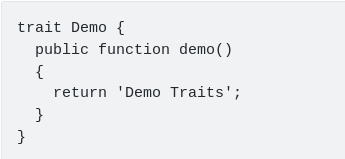 trait Demo {
  public function demo()
  {
    return 'Demo Traits';
  }
}